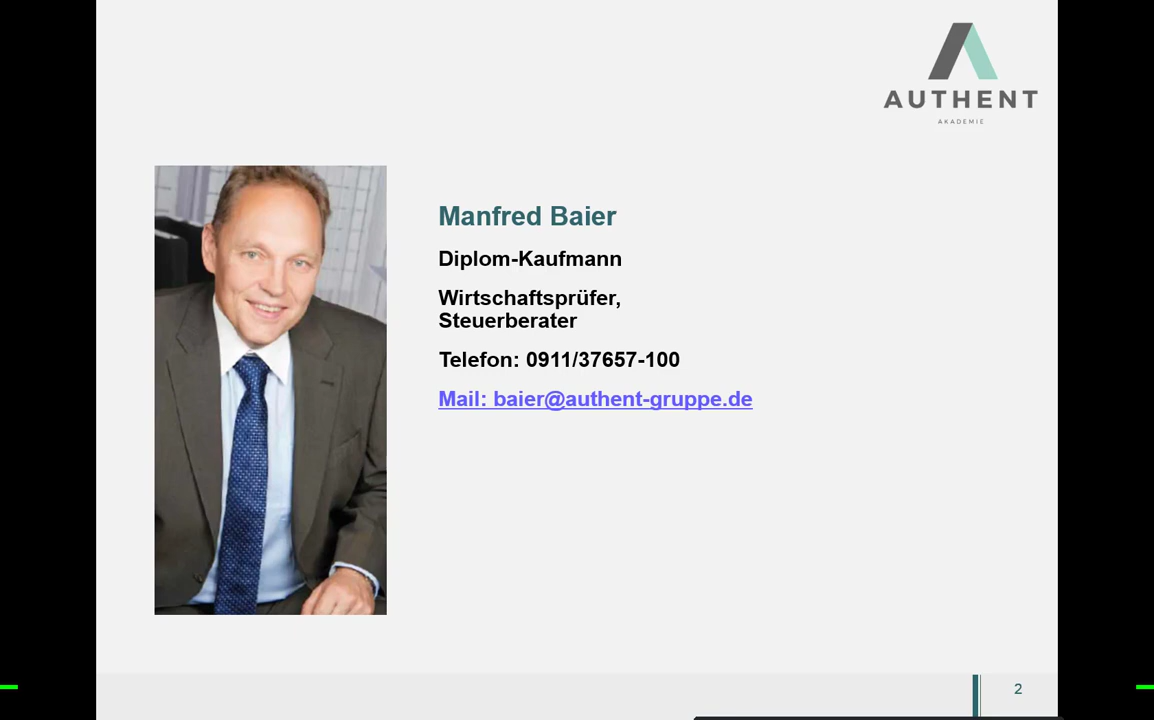 AUTHENT
AKADEMIE
Manfred Baier
Diplom-Kaufmann
Wirtschaftsprüfer,
Steuerberater
Telefon: 0911/37657-100
Mail: baier@authent-gruppe.de
2